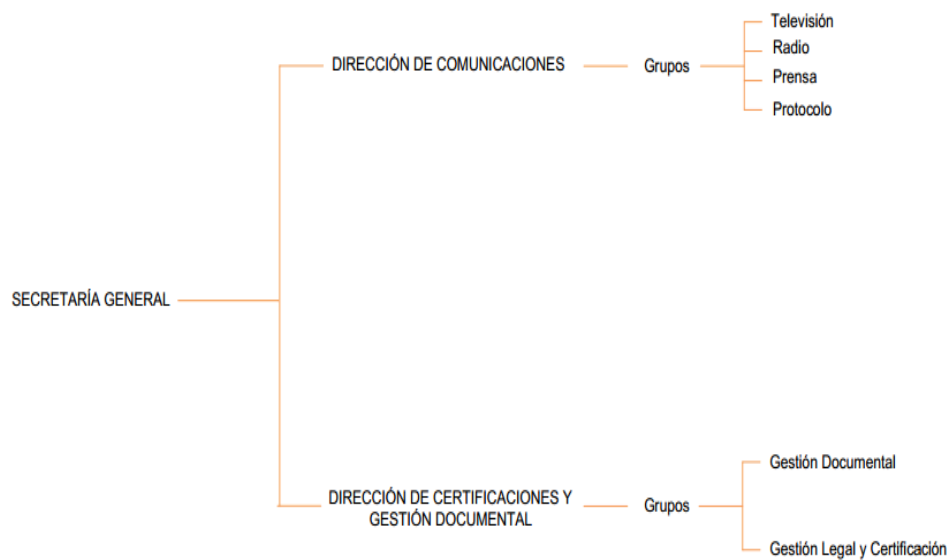 Televisión
Radio
DIRECCIÓN DE COMUNICACIONES
Grupos
Prensa
Protocolo
SECRETARÍA GENERAL
Gestión Documental
DIRECCIÓN DE CERTIFICACIONES Y
GESTIÓN DOCUMENTAL
Grupos
Gestión Legal y Certificación